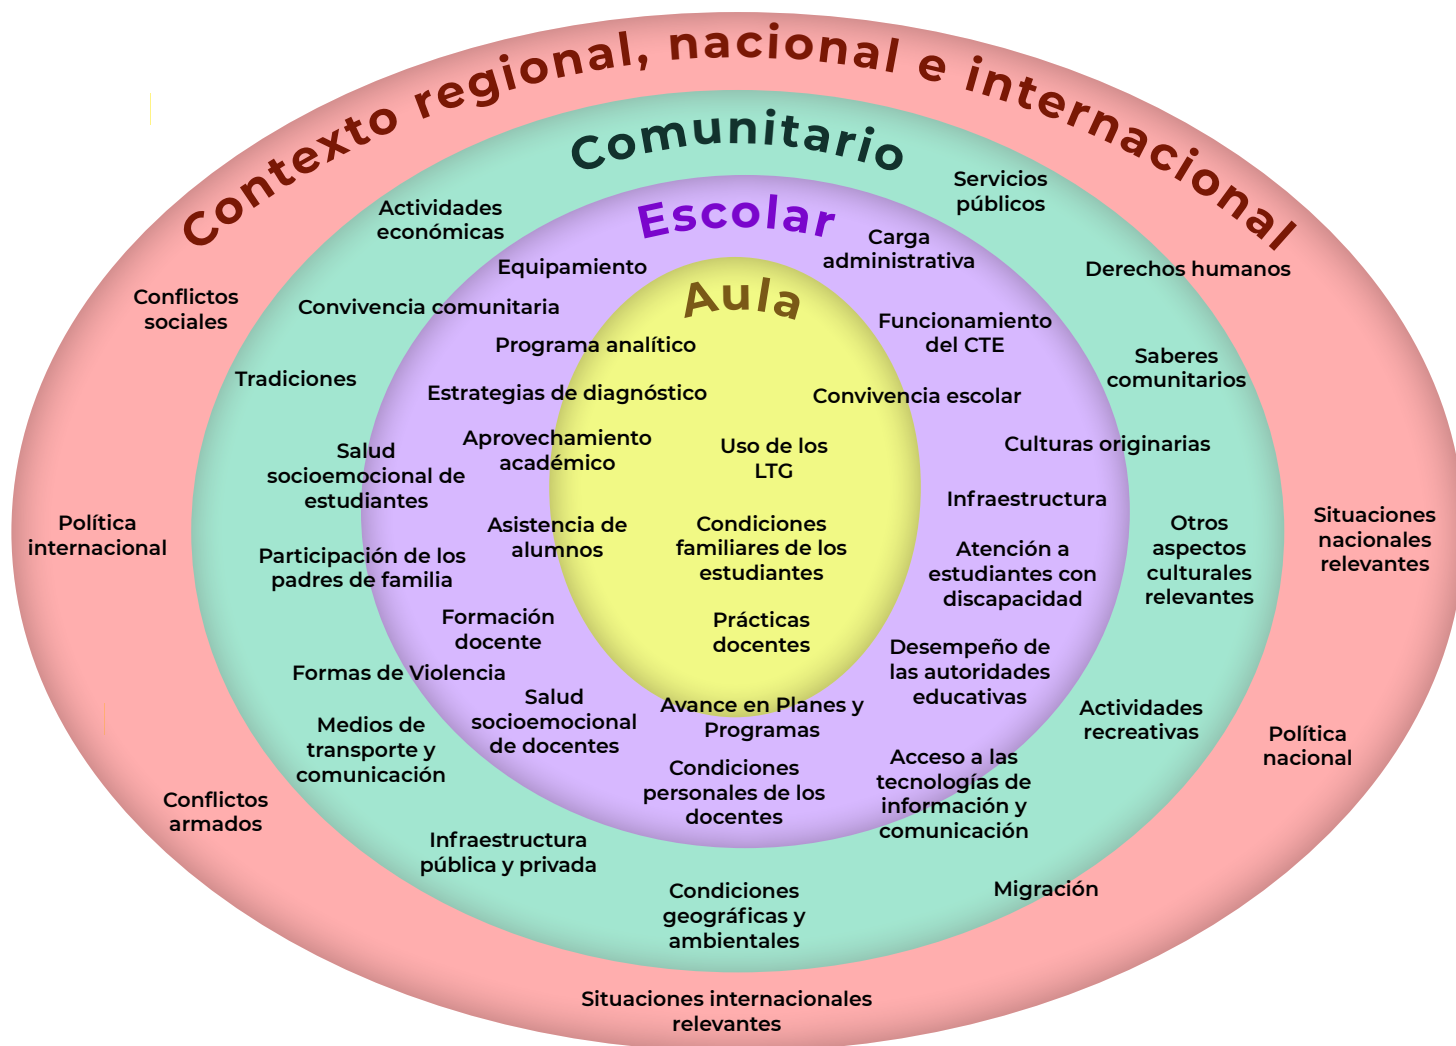 Contexto regional, nacional e internacional
Comunitario
Escolar
Aula
Servicios
públicos
Actividades
económicas
Carga
administrativa
Equipamiento
Derechos humanos
Conflictos
sociales
Convivencia comunitaria
Funcionamiento
del CTE
Programa analítico
Saberes
comunitarios
Tradiciones
Estrategias de diagnóstico
Convivencia escolar
Aprovechamiento
académico
Uso de los
LTG
Culturas originarias
Salud
socioemocional de
estudiantes
Infraestructura
Política
internacional
Asistencia de
alumnos
Condiciones
familiares de los
estudiantes
Otros
aspectos
culturales
relevantes
Situaciones
nacionales
relevantes
Participación de los
padres de familia
Atención a
estudiantes con
discapacidad
Formación
docente
Prácticas
docentes
Desempeño de
las autoridades
educativas
Formas de Violencia
Salud
socioemocional
de docentes
Avance en Planes y
Programas
Actividades
recreativas
Medios de
transporte y
comunicación
Política
nacional
Condiciones
personales de los
docentes
Acceso a las
tecnologías de
información y
comunicación
Conflictos
armados
Infraestructura
pública y privada
Condiciones
geográficas y
ambientales
Migración
Situaciones internacionales
relevantes